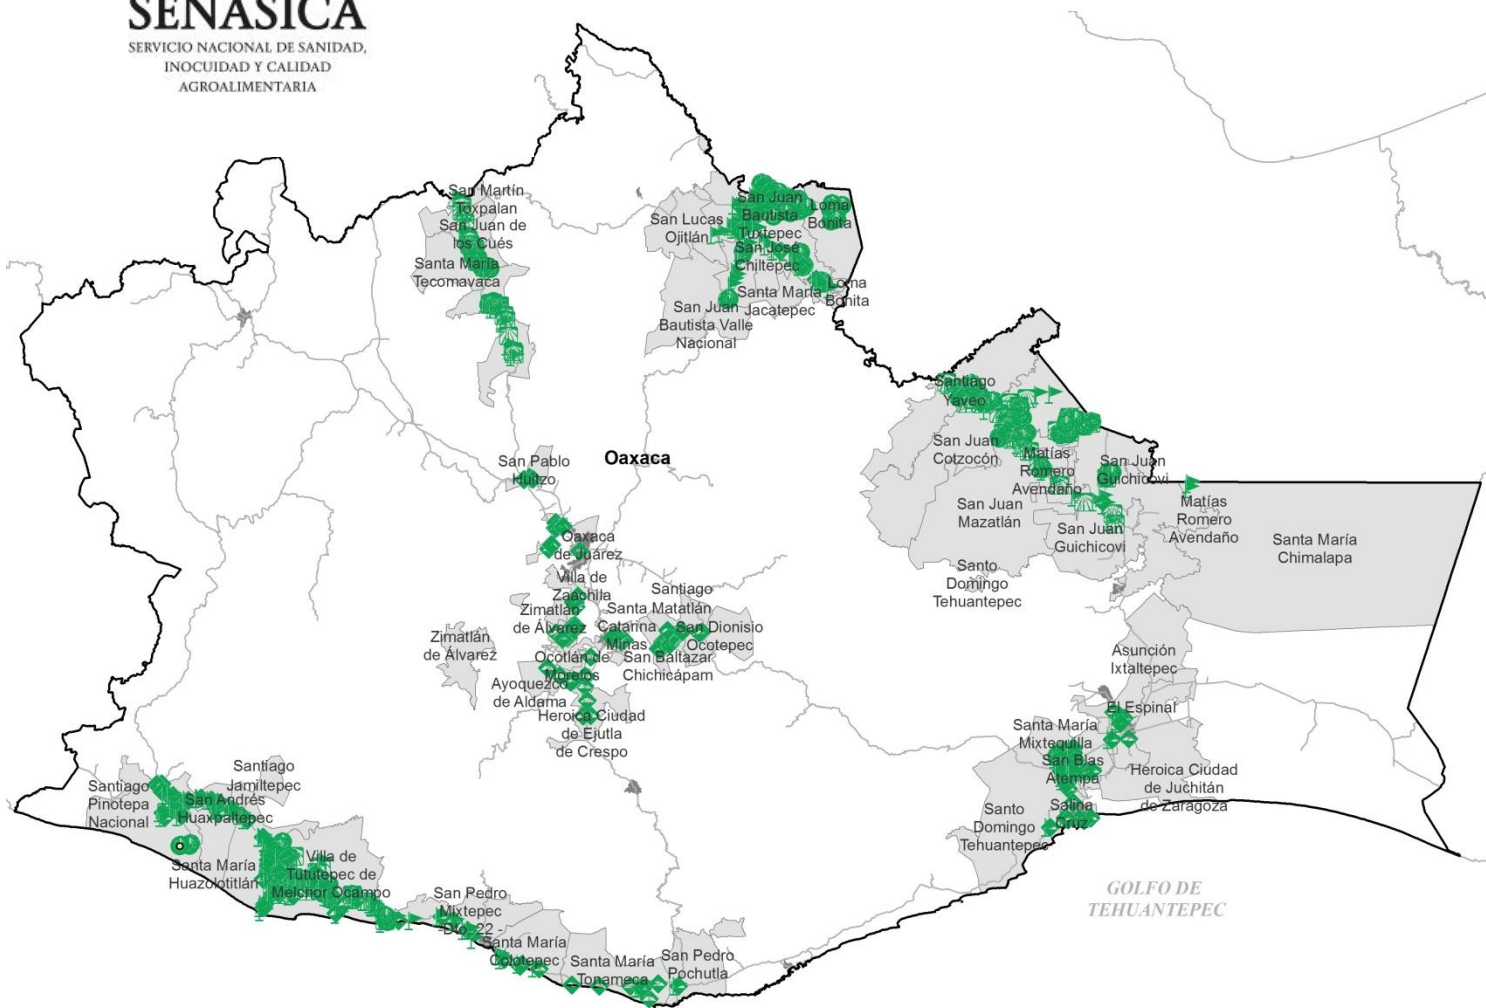 SENASICA
SERVICIO NACIONAL DE SANIDAD,
INOCUIDAD Y CALIDAD
AGROALIMENTARIA
San Martín
Toxpalan
San Juan de
los Cués
Santa María
Tecomavaca
San Lucas
Ojitlán
San Juan
Bautista
Tuxtepec
Loma
Bonita
San José
Chiltepec
Santa María
Jacatepec
Loma
Bonita
San Juan
Bautista Valle
Nacional
Santiago
Yaveo
San Juan
Cotzocón
Matías
Romero
Avendaño
San Juan
Guichicovi
San Juan
Mazatlán
San Juan
Guichicovi
Matías
Romero
Avendaño
Santa María
Chimalapa
Santo
Domingo
Tehuantepec
San Pablo
Huitzo
Oaxaca
Oaxaca
de Juárez
Villa de
Zaachila
Zimatlán
de Álvarez
Santiago
Matatlán
Santa
Catarina
Minas
San Dionisio
Ocotepec
Zimatlán
de Álvarez
Ocotlán de
Morelos
San Baltazar
Chichicápam
Ayoquezco
de Aldama
Heroica Ciudad
de Ejutla
de Crespo
Asunción
Ixtaltepec
El Espinal
Santa María
Mixtequilla
San Blas
Atempa
Heroica Ciudad
de Juchitán
de Zaragoza
Salina
Cruz
Santo
Domingo
Tehuantepec
Santiago
Jamiltepec
Santiago
Pinotepa
Nacional
San Andrés
Huaxpaltepec
Santa María
Huazolotitlán
Villa de
Tututepec de
Melchor Ocampo
San Pedro
Mixtepec
-Dto. 22 -
Santa María
Colotepec
Santa María
Tonameca
San Pedro
Pochutla
GOLFO DE
TEHUANTEPEC